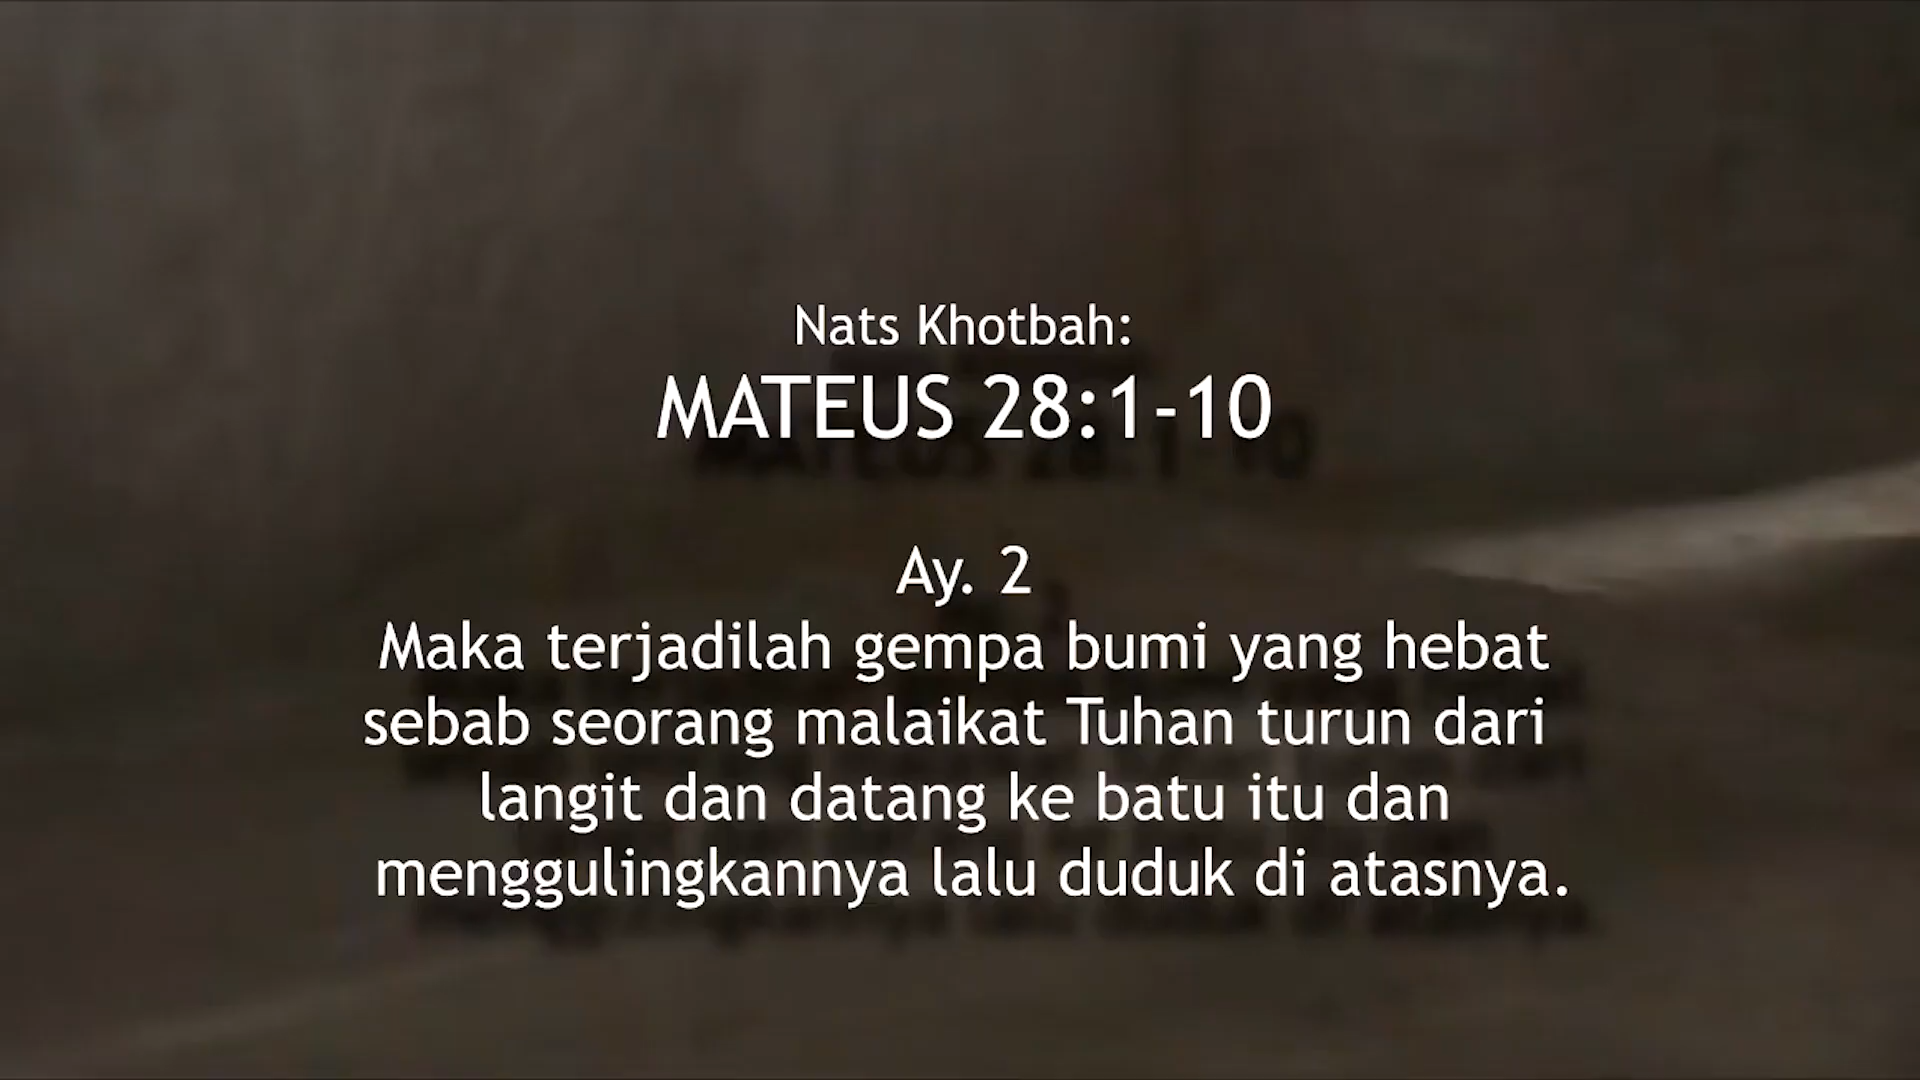 Nats Khotbah:
MATEUS 28:1-10
Ay. 2
Maka terjadilah gempa bumi yang hebat
sebab seorang malaikat Tuhan turun dari
langit dan datang ke batu itu dan
menggulingkannya lalu duduk di atasnya.